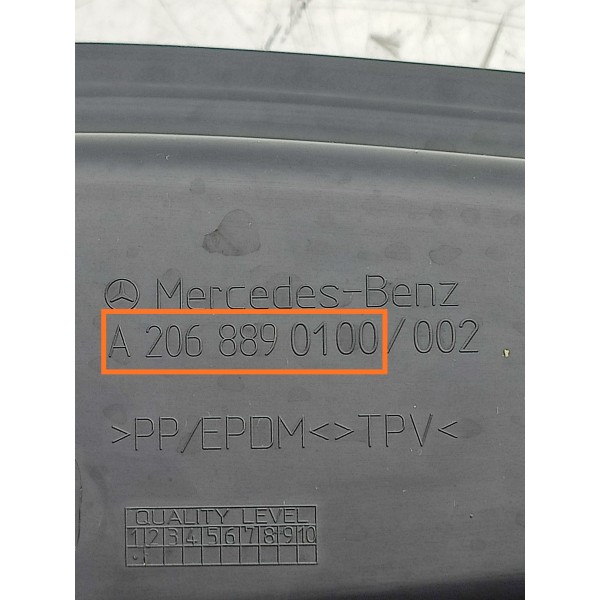 Mercedes-Benz
A 206 889 0100/002
>PP/EPDM<>TPV<
QUALITY LEVEL
1 2 3 4 5 6 7 8 9 10